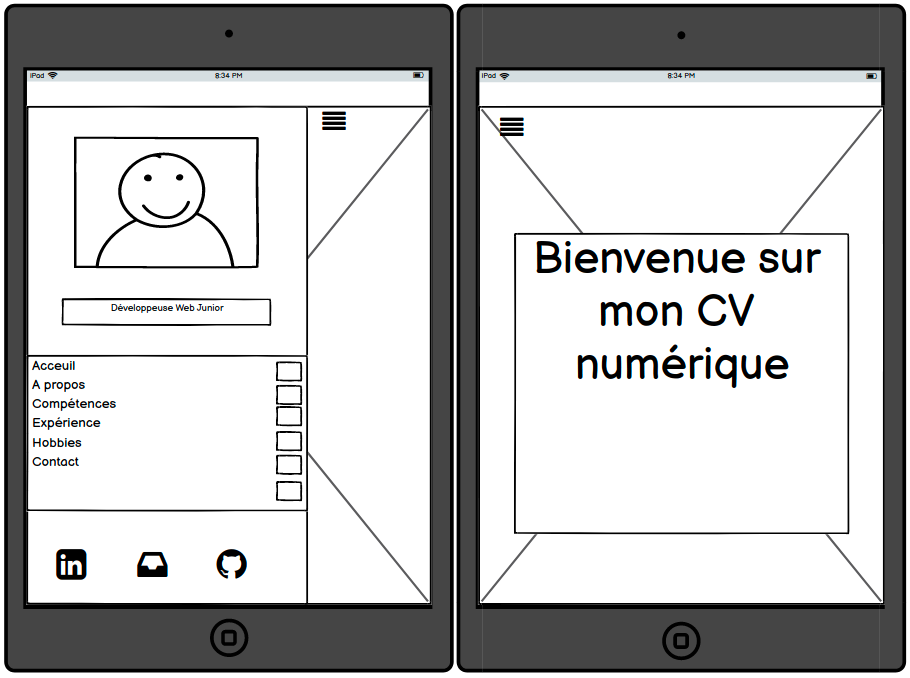 iPad
8:34 PM
Développeuse Web Junior
Acceuil
A propos
Compétences
Expérience
Hobbies
Contact
in
iPad
8:34 PM
Bienvenue sur
mon CV
numérique